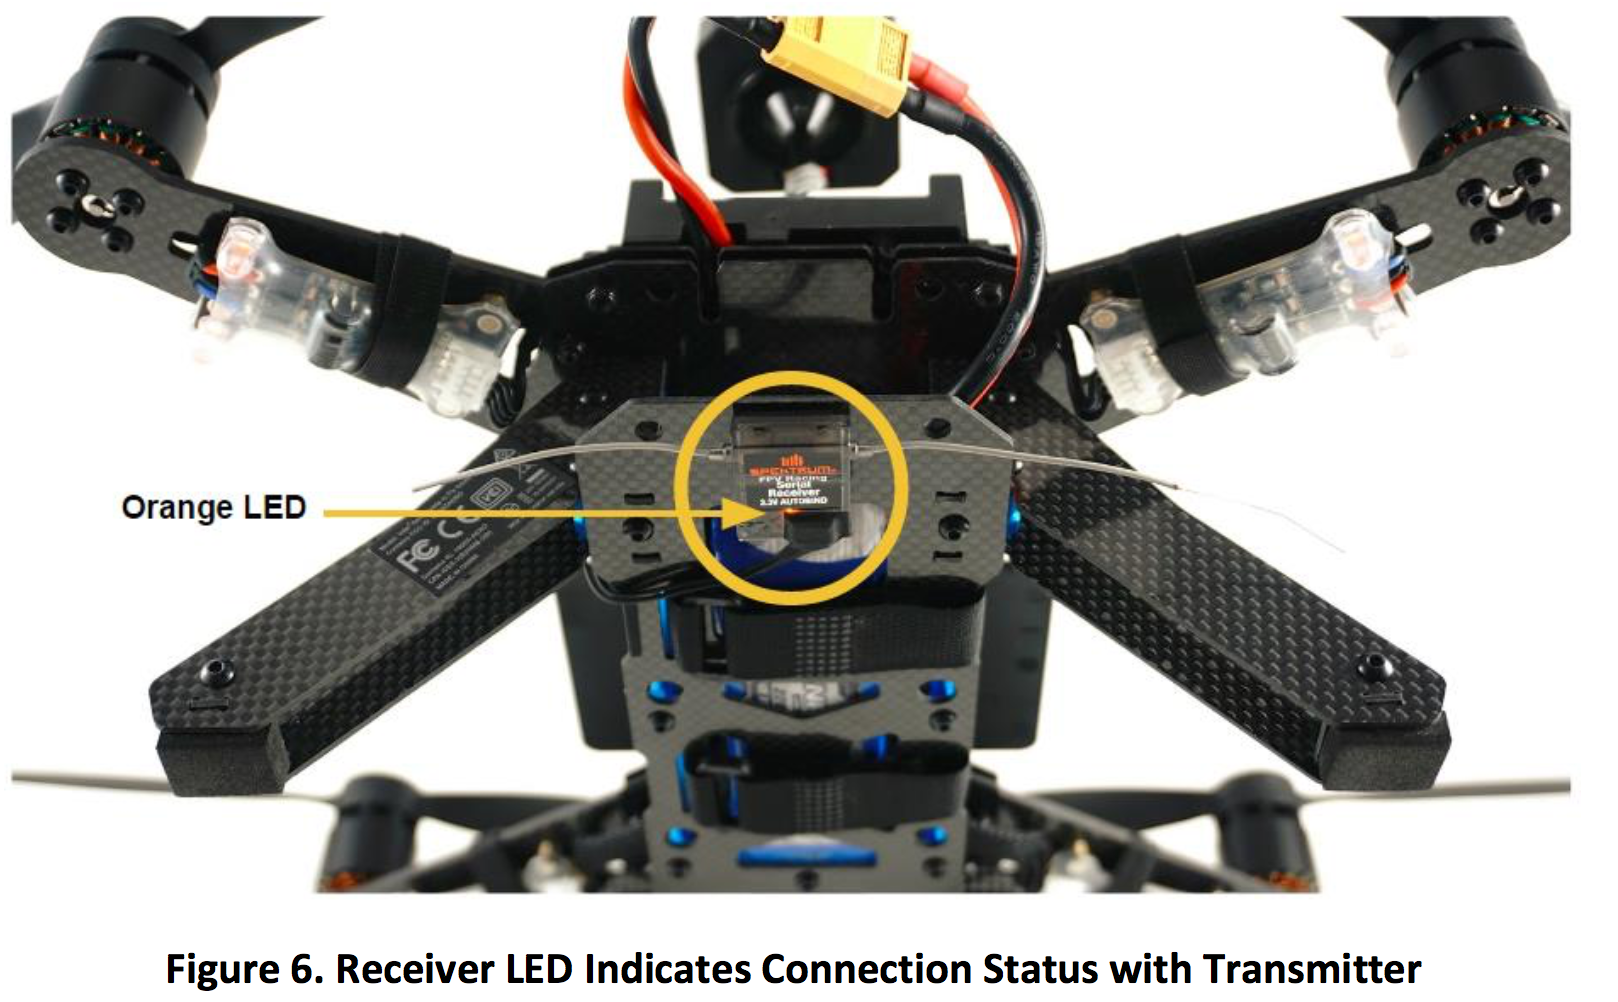 SPEKTRUM
FPV Racing
Serial
Receiver
3.3V AUTOBIND
Orange LED
FC CE
Figure 6. Receiver LED Indicates Connection Status with Transmitter